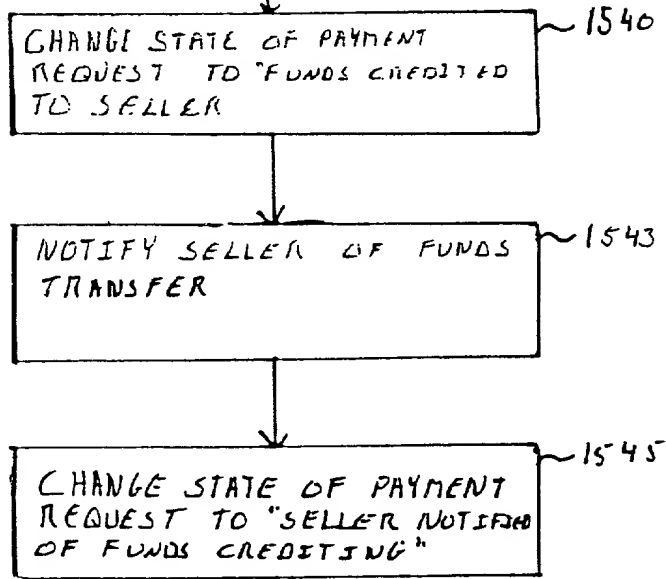 CHANGE STATE OF PAYMENT
REQUEST TO "FUNDS CREDITED
TO SELLER
1540
NOTIFY SELLER OF FUNDS
TRANSFER
1543
CHANGE STATE OF PAYMENT
REQUEST TO "SELLER NOTIFIED
OF FUNDS CREDITING"
1545